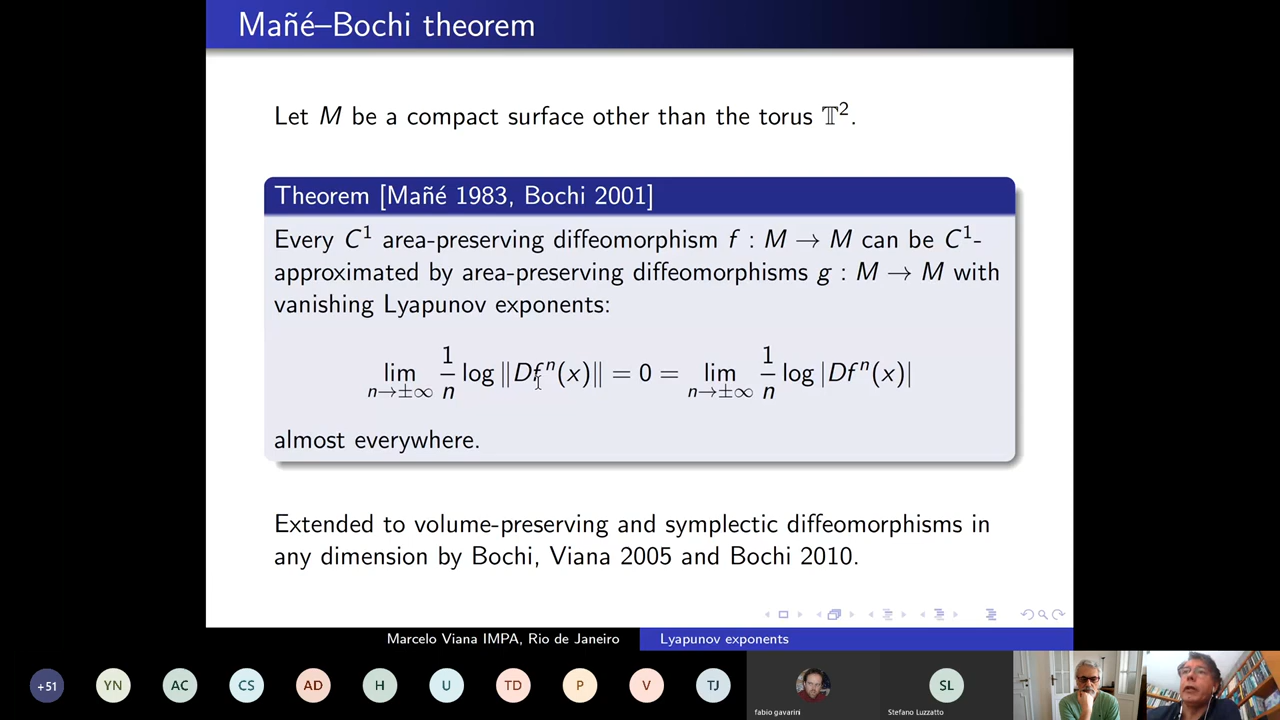 Mañé–Bochi theorem
Let M be a compact surface other than the torus 𝕋².
Theorem [Mañé 1983, Bochi 2001]
Every C¹ area-preserving diffeomorphism f : M → M can be C¹-
approximated by area-preserving diffeomorphisms g : M → M with
vanishing Lyapunov exponents:
lim_{n→±∞} 1/n log ‖Dfⁿ(x)‖ = 0 = lim_{n→±∞} 1/n log |Dfⁿ(x)|
almost everywhere.
Extended to volume-preserving and symplectic diffeomorphisms in
any dimension by Bochi, Viana 2005 and Bochi 2010.
Marcelo Viana IMPA, Rio de Janeiro Lyapunov exponents
+51 YN AC CS AD H U TD P V TJ SL
fabio gavarini Stefano Luzzatto